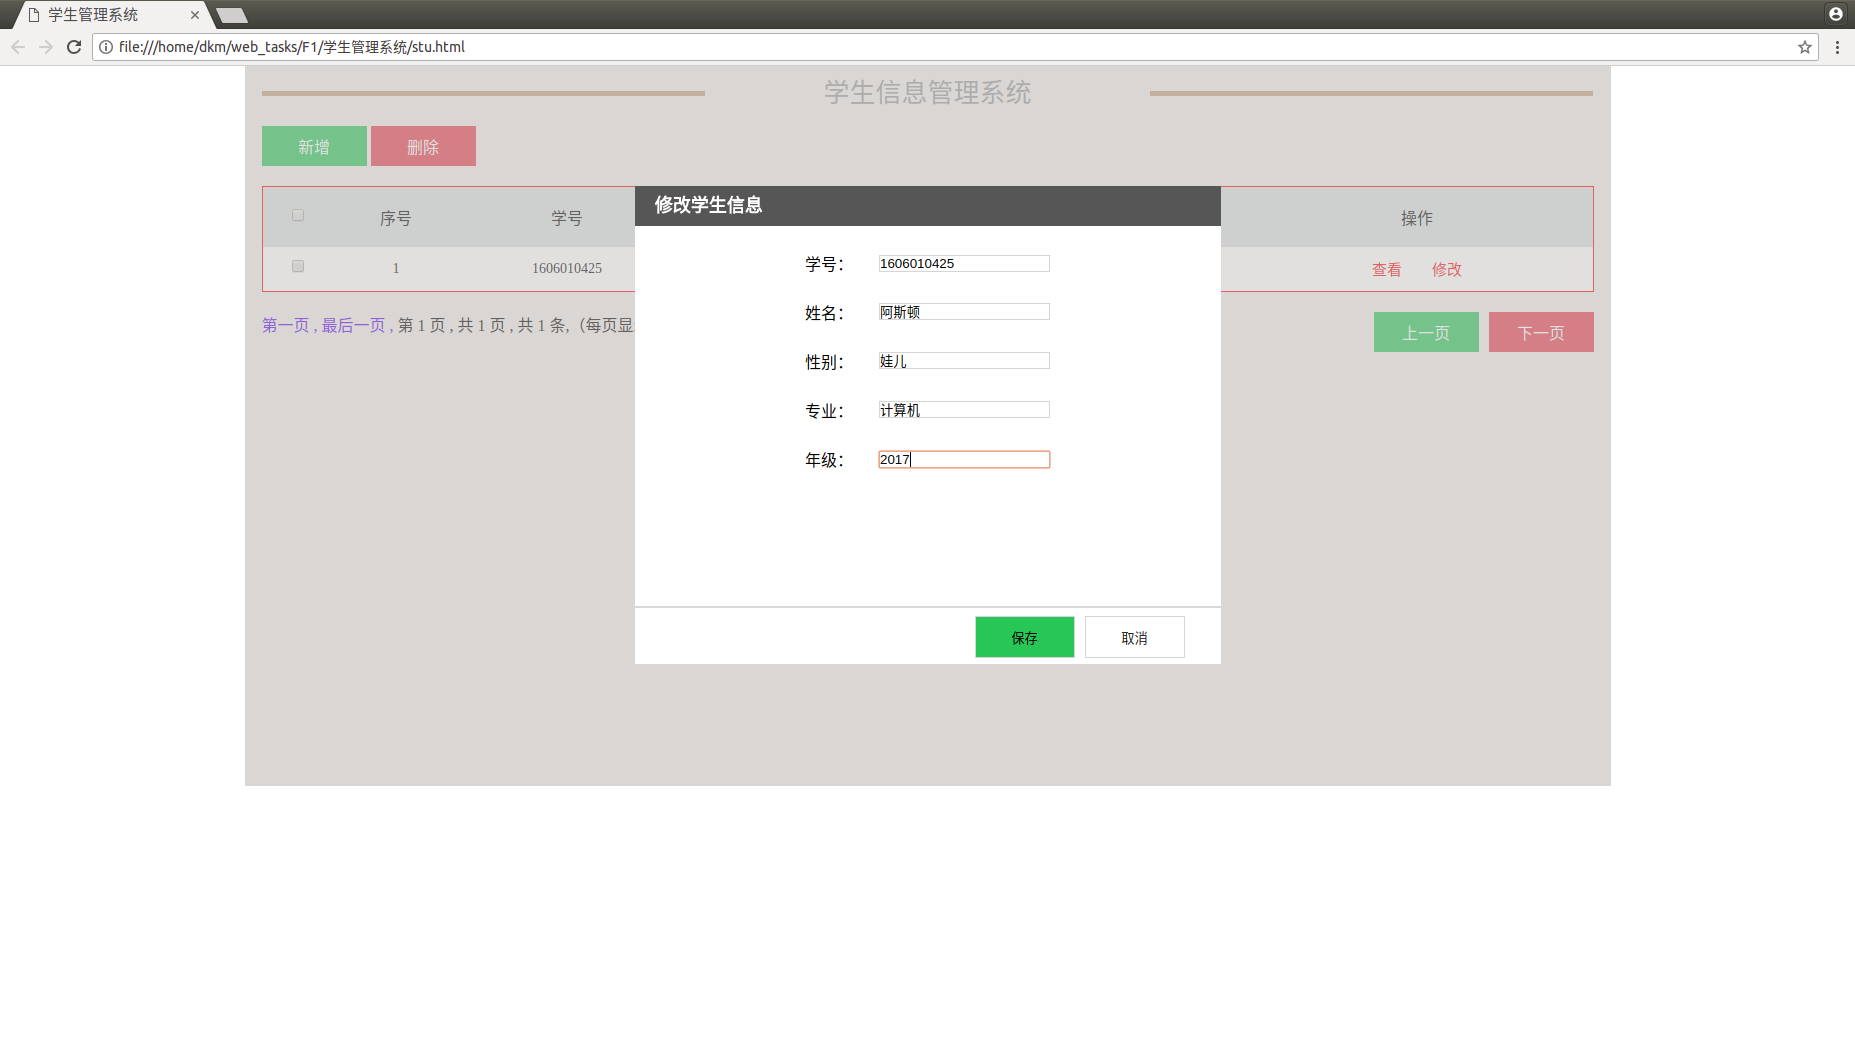 学生管理系统
file:///home/dkm/web_tasks/F1/学生管理系统/stu.html
学生信息管理系统
新增 删除
序号 学号 操作
1 1606010425 查看 修改
第一页 , 最后一页 , 第 1 页 , 共 1 页 , 共 1 条,（每页显
上一页 下一页
修改学生信息
学号： 1606010425
姓名： 阿斯顿
性别： 娃儿
专业： 计算机
年级： 2017
保存 取消